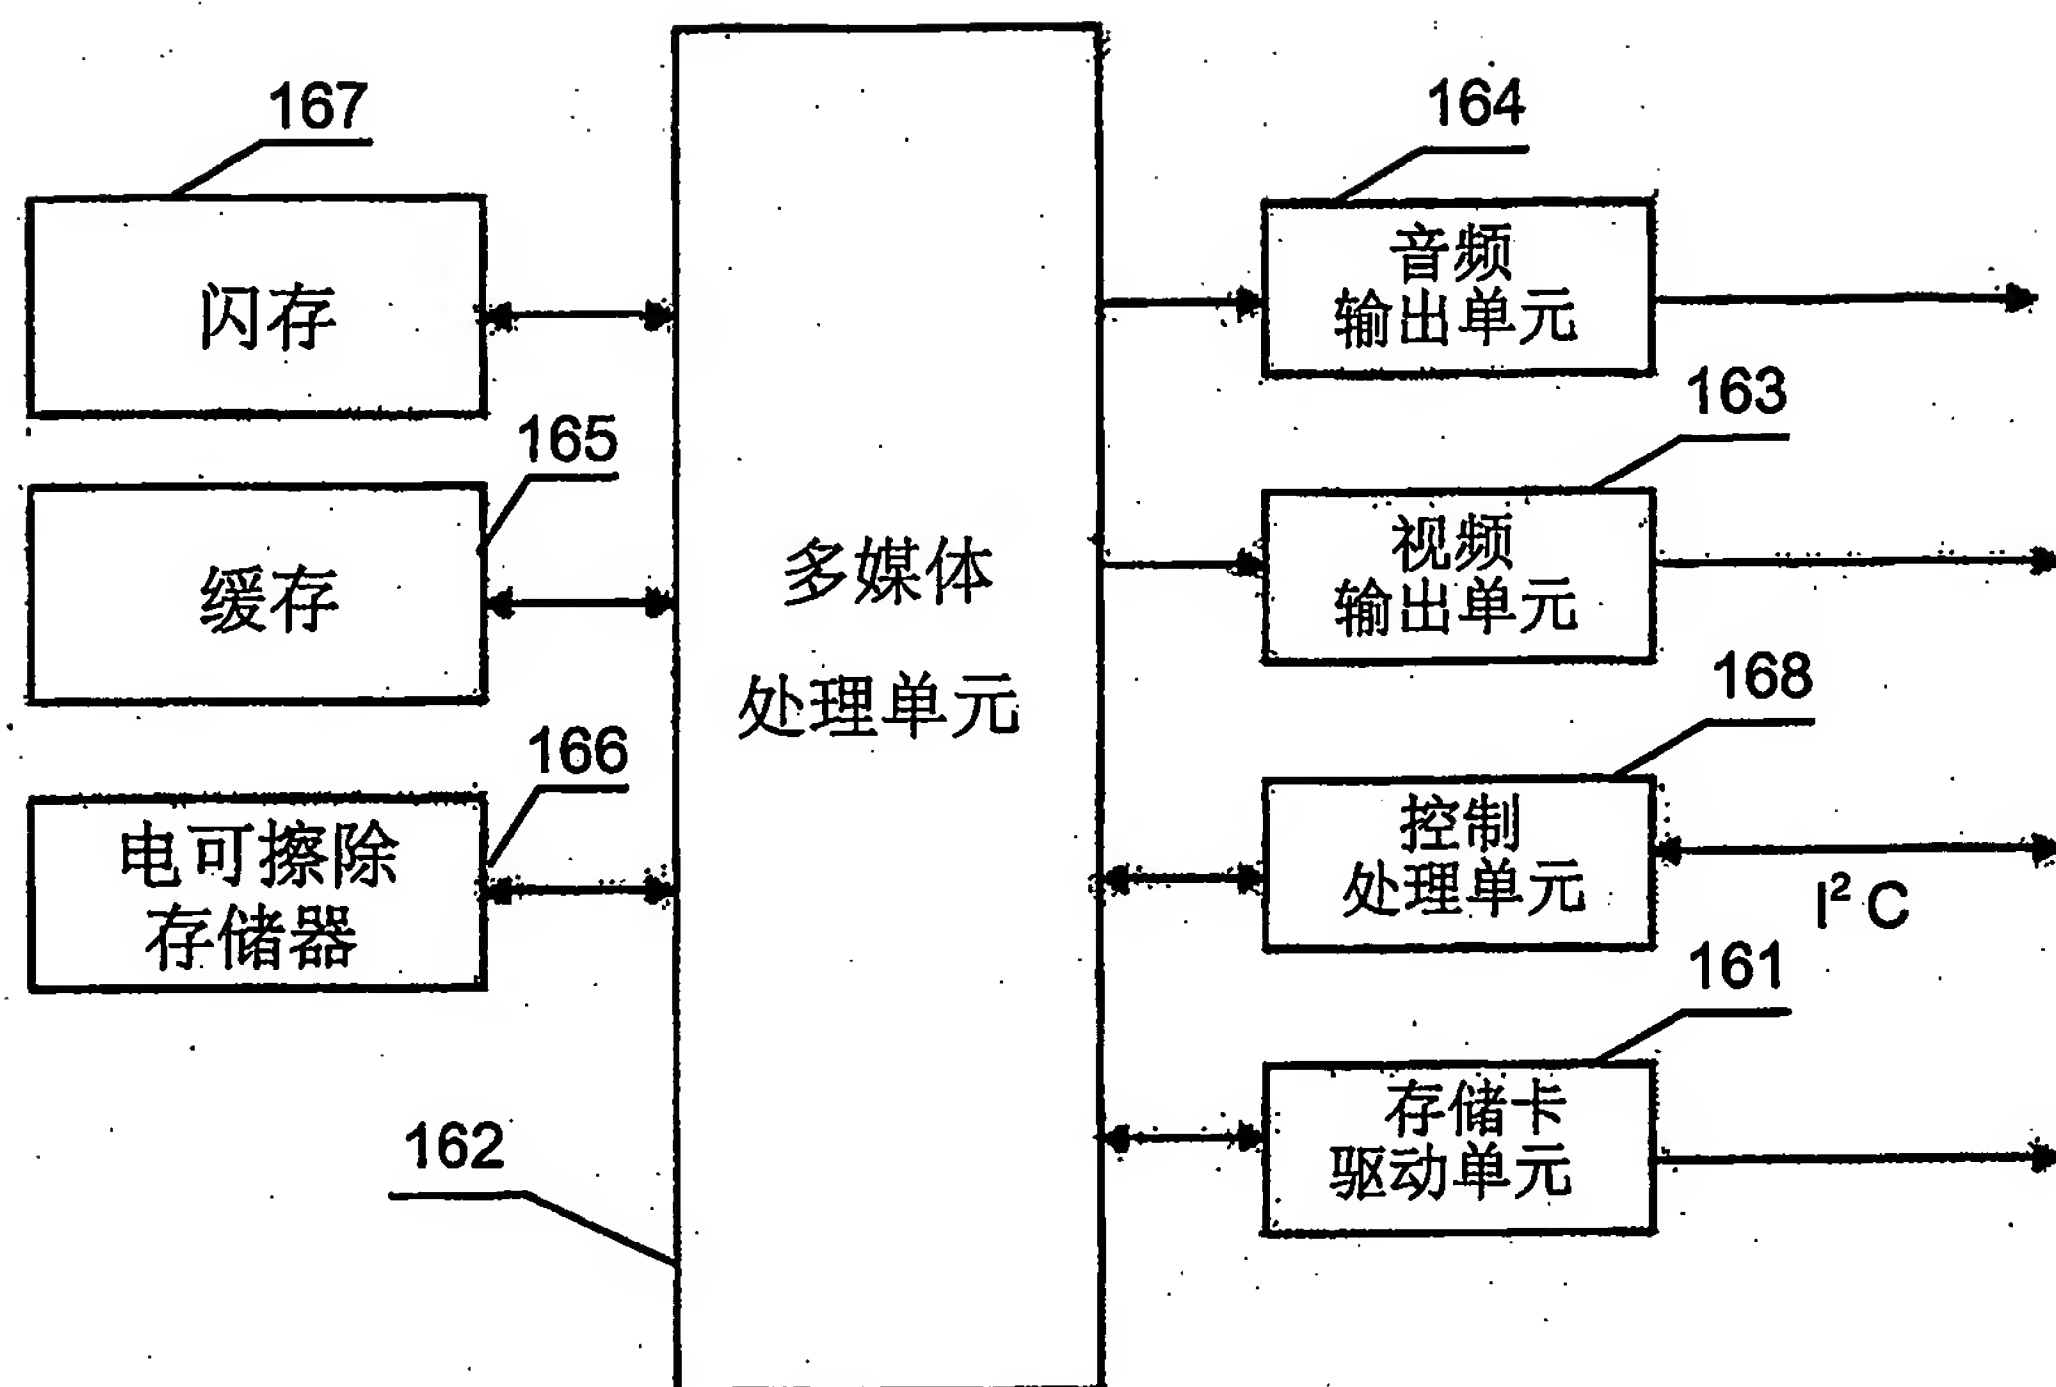 167
闪存
165
缓存
166
电可擦除
存储器
162
多媒体
处理单元
164
音频
输出单元
163
视频
输出单元
168
控制
处理单元
I² C
161
存储卡
驱动单元